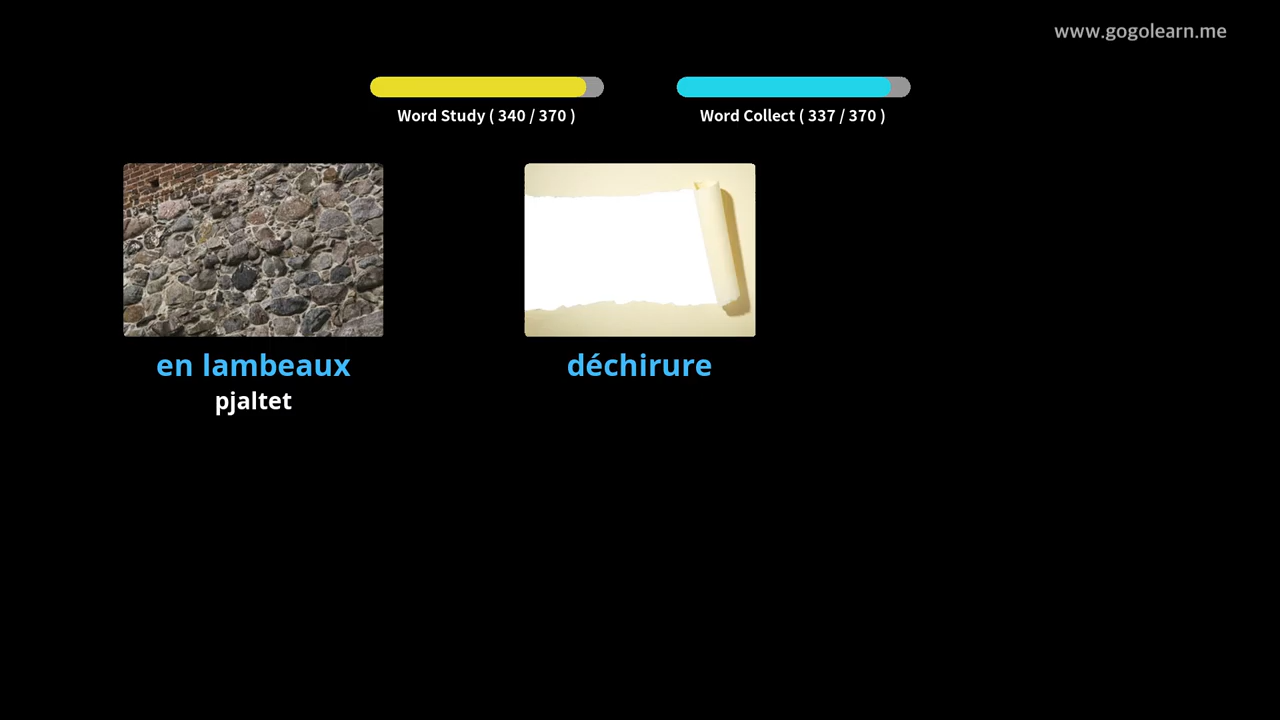 www.gogolearn.me
Word Study ( 340 / 370 )
Word Collect ( 337 / 370 )
en lambeaux
pjaltet
déchirure